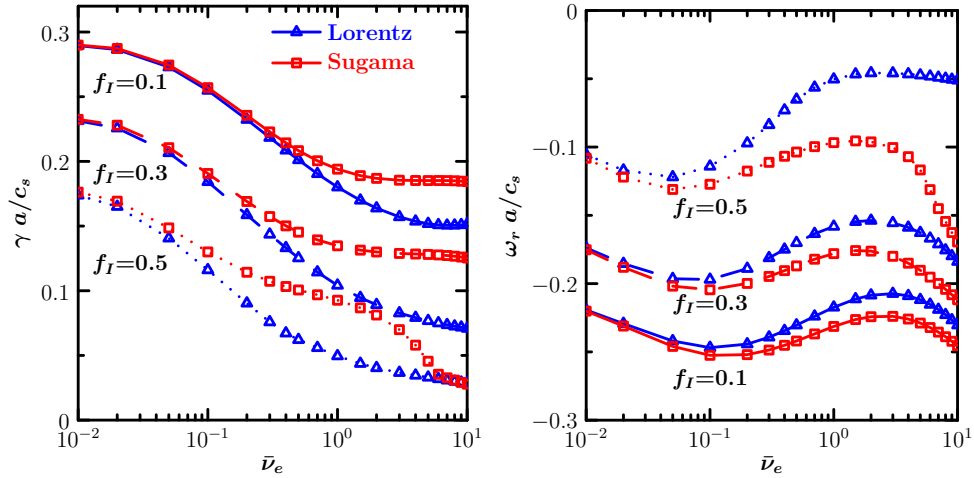 0.3
0.2
0.1
0
γ a/c_s
Lorentz
Sugama
f_I=0.1
f_I=0.3
f_I=0.5
10^−2 10^−1 10^0 10^1
ν̄_e
0
−0.1
−0.2
−0.3
ω_r a/c_s
f_I=0.5
f_I=0.3
f_I=0.1
10^−2 10^−1 10^0 10^1
ν̄_e